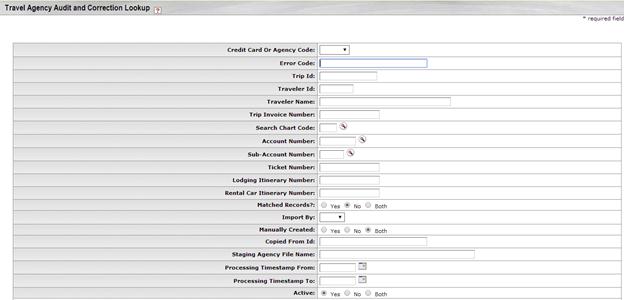 Travel Agency Audit and Correction Lookup ?
* required field
Credit Card Or Agency Code:
Error Code:
Trip Id:
Traveler Id:
Traveler Name:
Trip Invoice Number:
Search Chart Code:
Account Number:
Sub-Account Number:
Ticket Number:
Lodging Itinerary Number:
Rental Car Itinerary Number:
Matched Records?: Yes No Both
Import By:
Manually Created: Yes No Both
Copied From Id:
Staging Agency File Name:
Processing Timestamp From:
Processing Timestamp To:
Active: Yes No Both